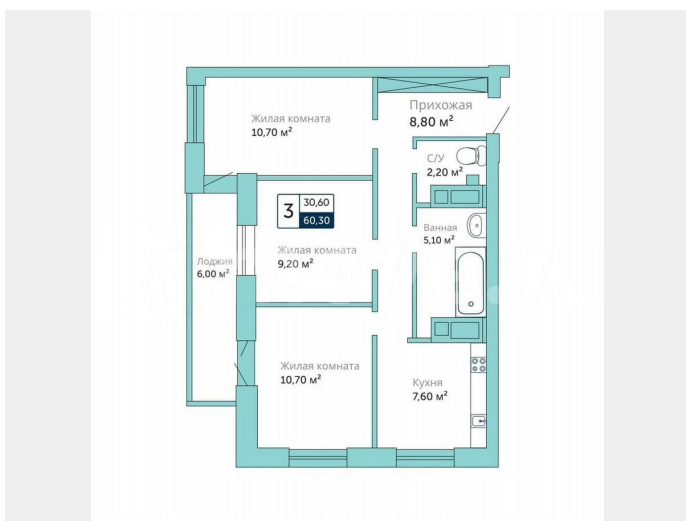 Прихожая
8,80 м²
Жилая комната
10,70 м²
С/У
2,20 м²
3
30,60
60,30
Ванная
5,10 м²
Жилая комната
9,20 м²
Лоджия
6,00 м²
Жилая комната
10,70 м²
Кухня
7,60 м²